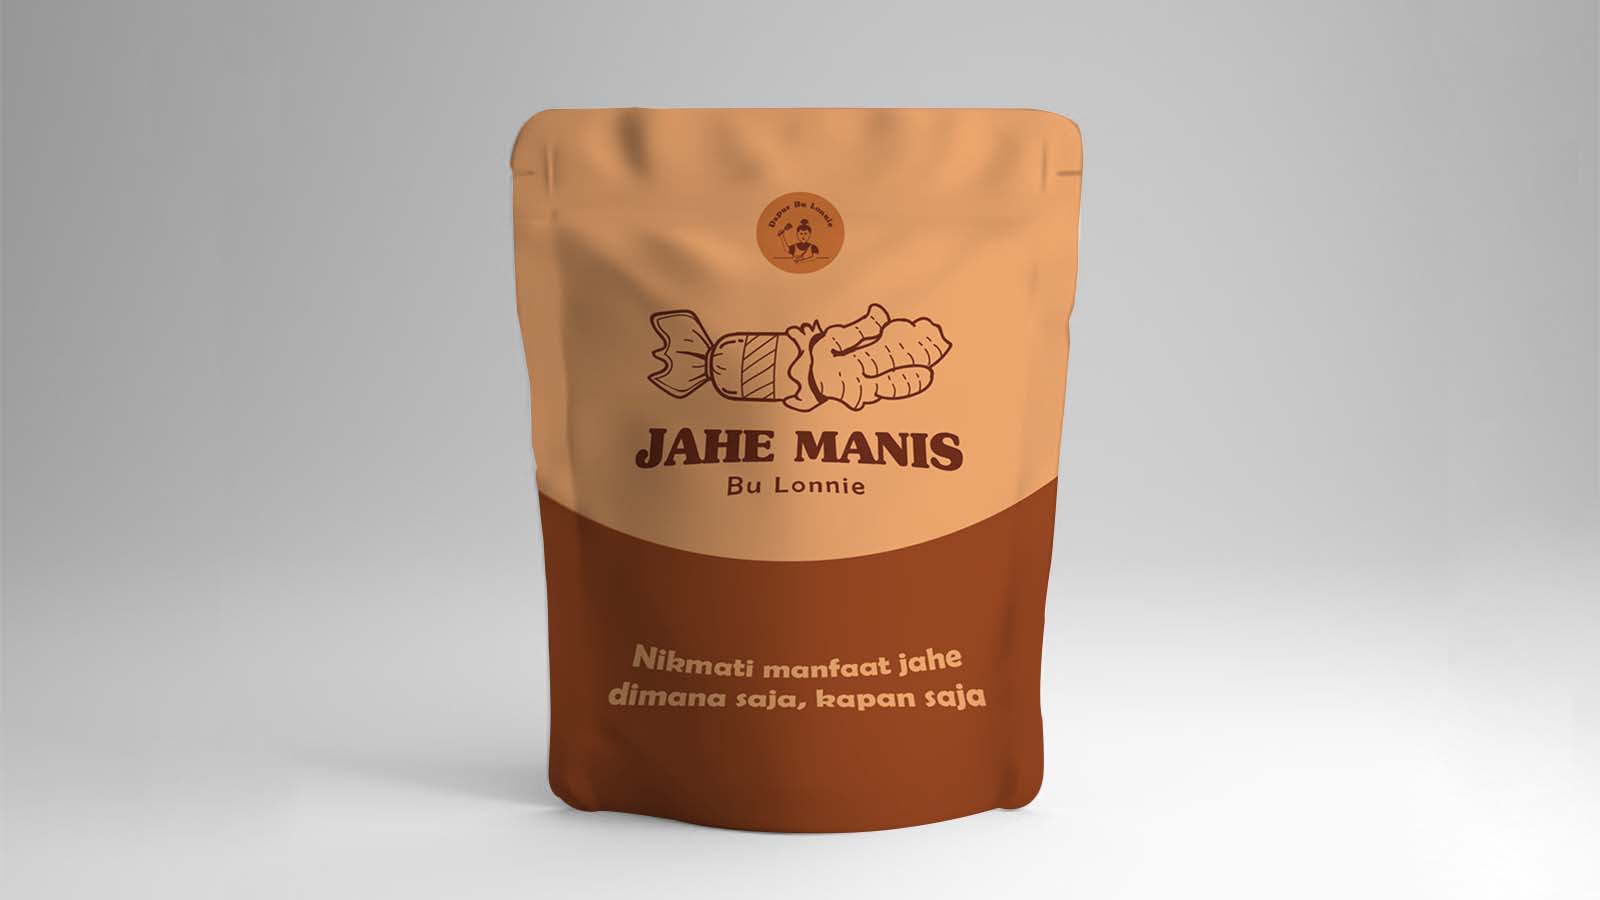 Dapur Bu Lonnie
JAHE MANIS
Bu Lonnie
Nikmati manfaat jahe
dimana saja, kapan saja